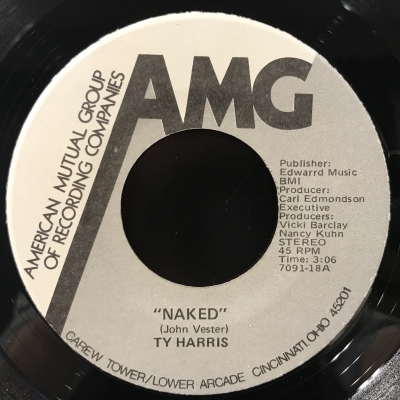 AMG
AMERICAN MUTUAL GROUP
OF RECORDING COMPANIES
Publisher:
Edwarrd Music
BMI
Producer:
Carl Edmondson
Executive
Producers:
Vicki Barclay
Nancy Kuhn
STEREO
45 RPM
Time: 3:06
7091-18A
"NAKED"
(John Vester)
TY HARRIS
CAREW TOWER/LOWER ARCADE CINCINNATI, OHIO 45201